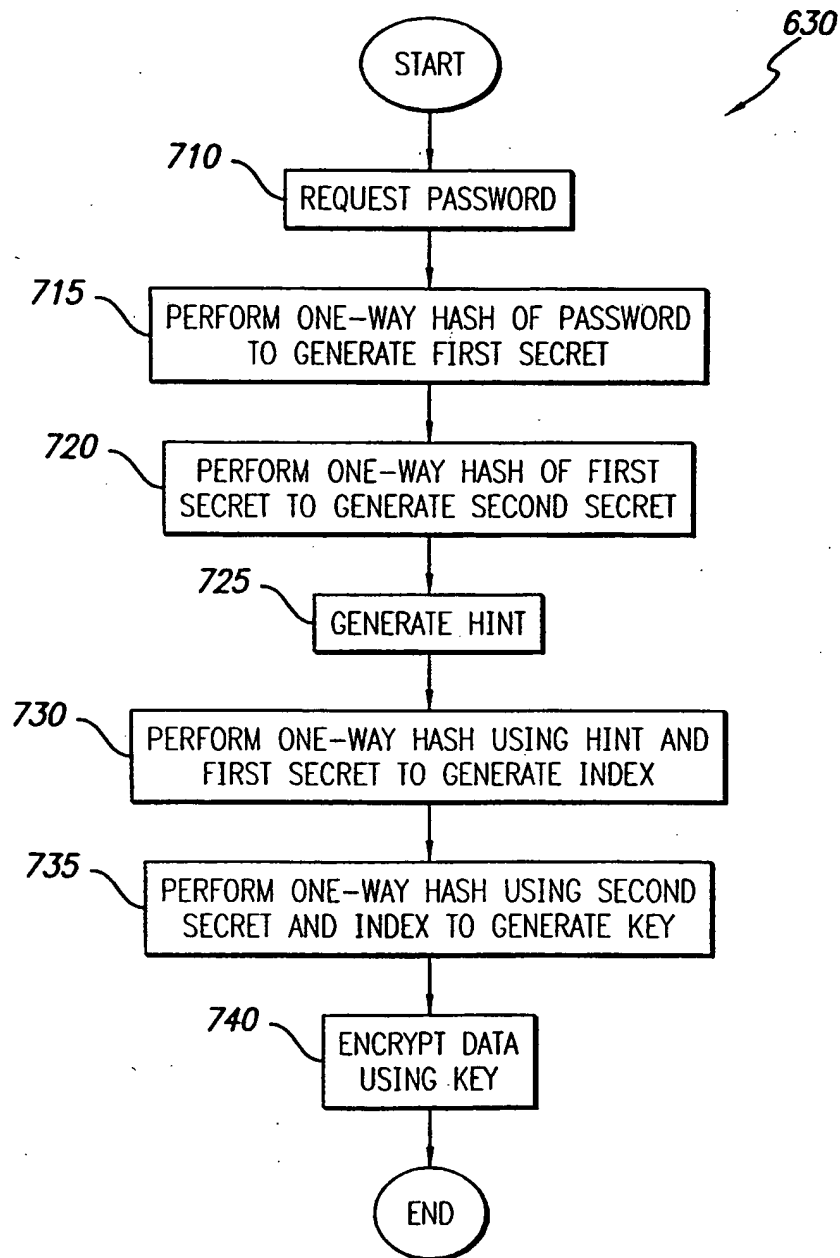 630
START
710
REQUEST PASSWORD
715
PERFORM ONE-WAY HASH OF PASSWORD
TO GENERATE FIRST SECRET
720
PERFORM ONE-WAY HASH OF FIRST
SECRET TO GENERATE SECOND SECRET
725
GENERATE HINT
730
PERFORM ONE-WAY HASH USING HINT AND
FIRST SECRET TO GENERATE INDEX
735
PERFORM ONE-WAY HASH USING SECOND
SECRET AND INDEX TO GENERATE KEY
740
ENCRYPT DATA
USING KEY
END